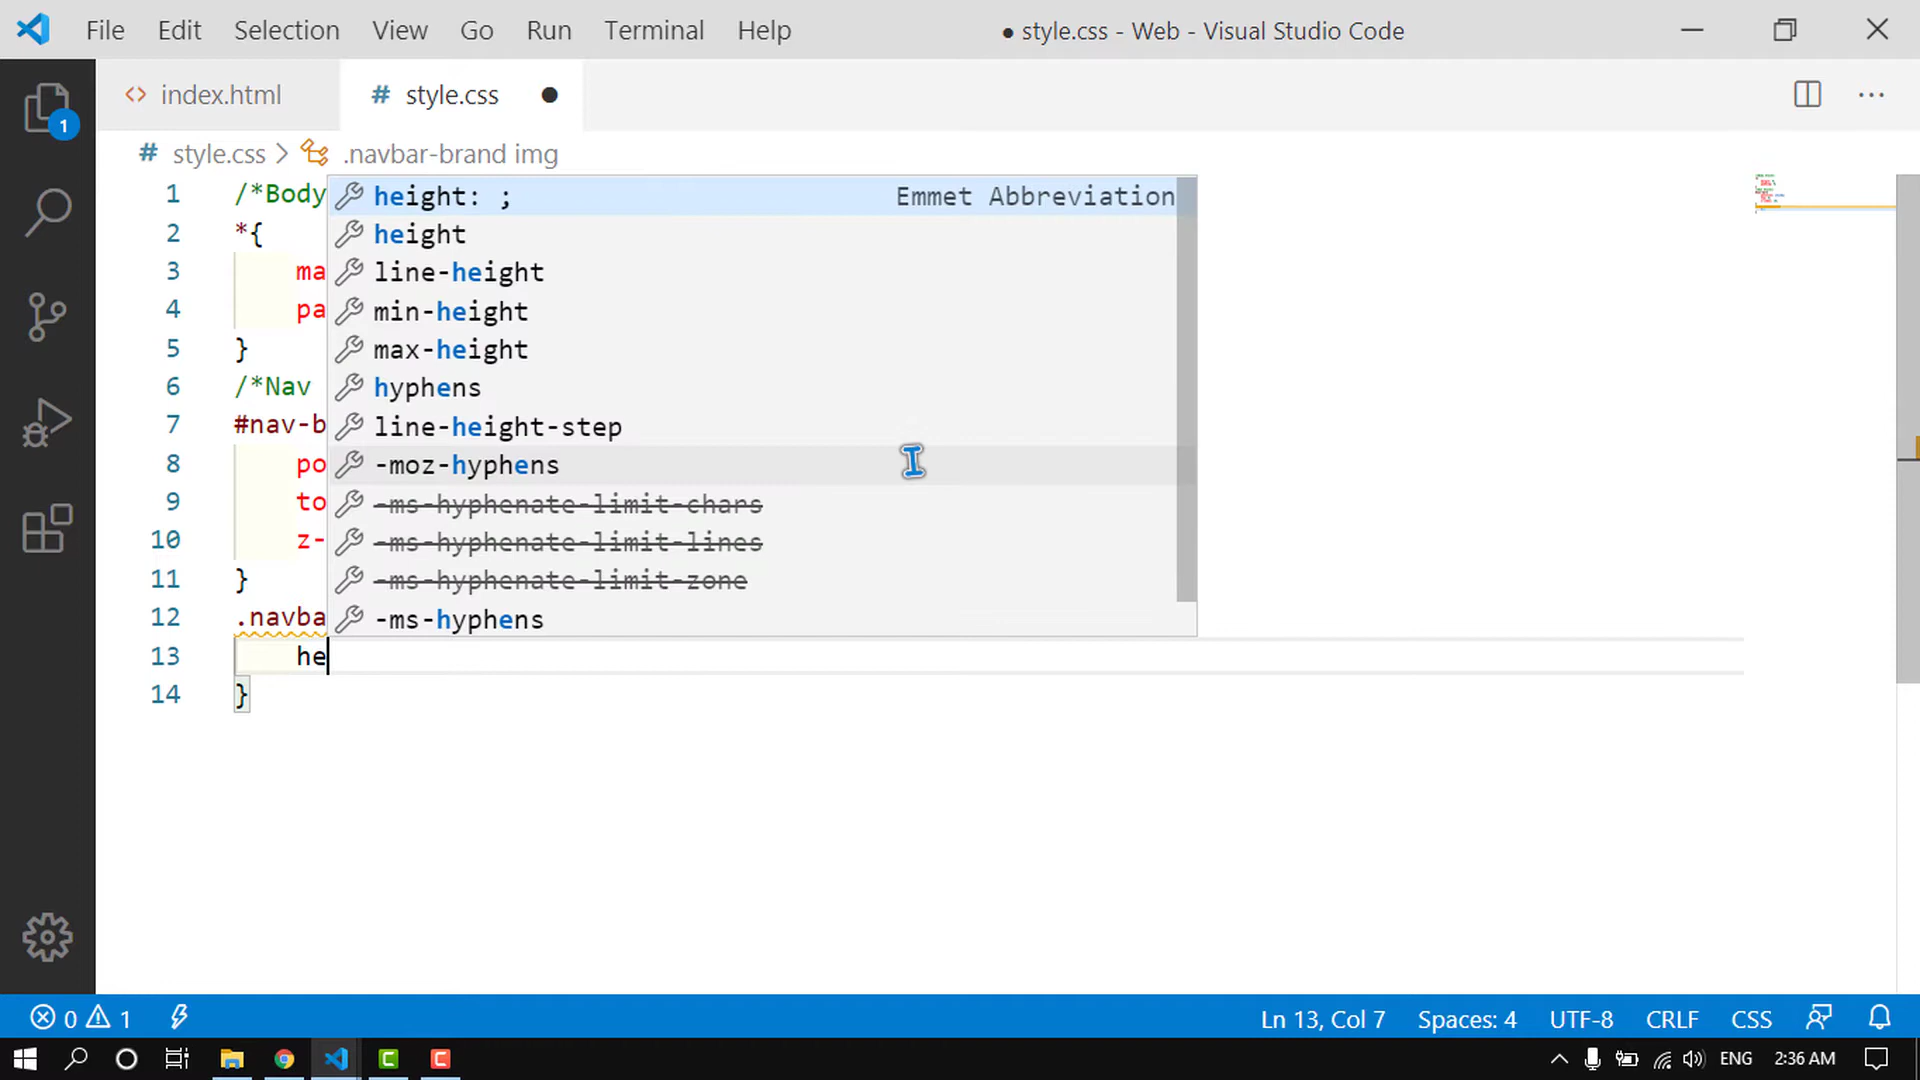 File Edit Selection View Go Run Terminal Help ● style.css - Web - Visual Studio Code
<> index.html # style.css ●
1
# style.css > .navbar-brand img
1 /*Body
2 *{
3 ma
4 pa
5 }
6 /*Nav
7 #nav-b
8 po
9 to
10 z-
11 }
12 .navba
13 he
14 }
height: ; Emmet Abbreviation
height
line-height
min-height
max-height
hyphens
line-height-step
-moz-hyphens
-ms-hyphenate-limit-chars
-ms-hyphenate-limit-lines
-ms-hyphenate-limit-zone
-ms-hyphens
0 1 Ln 13, Col 7 Spaces: 4 UTF-8 CRLF CSS
ENG 2:36 AM